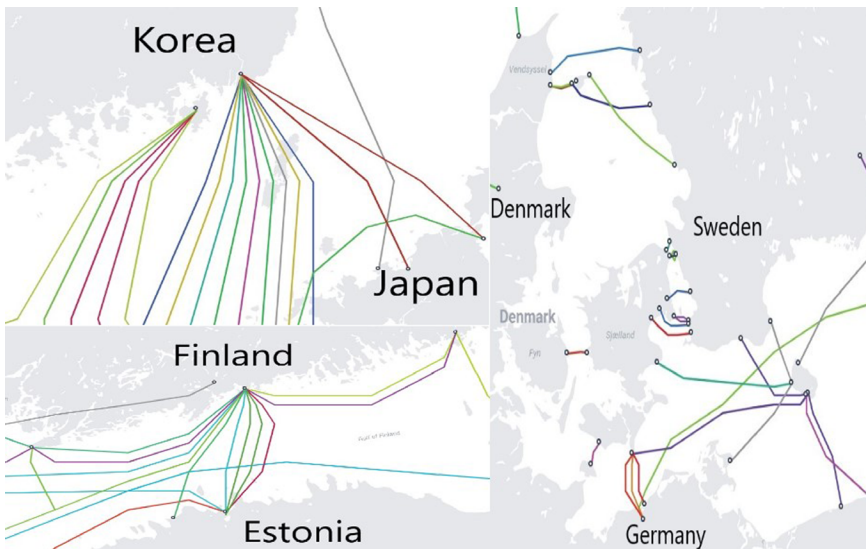 Korea
Japan
Finland
Gulf of Finland
Estonia
Vendsyssel
Denmark
Sweden
Denmark
Sjælland
Fyn
Germany